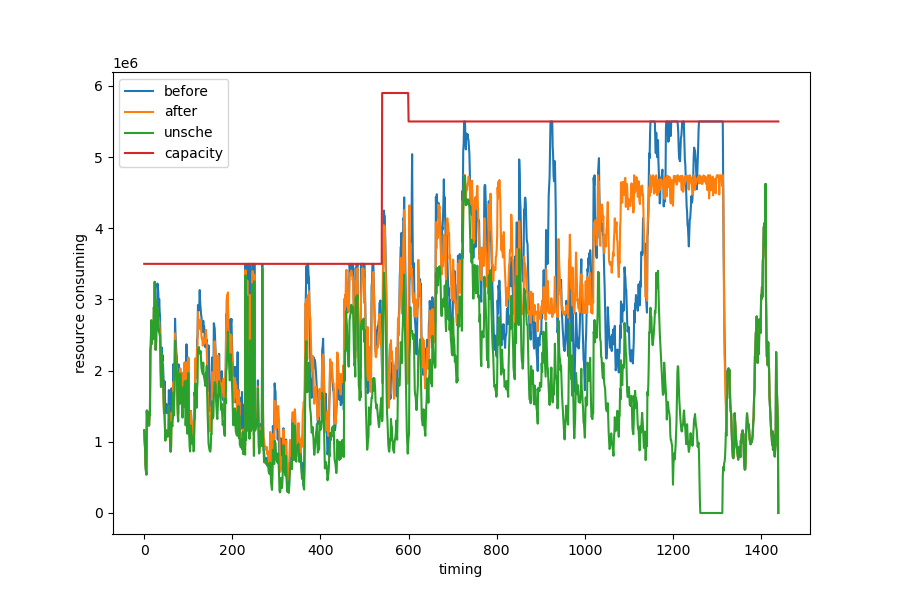 1e6
before
after
unsche
capacity
6
5
4
3
2
1
0
resource consuming
0 200 400 600 800 1000 1200 1400
timing